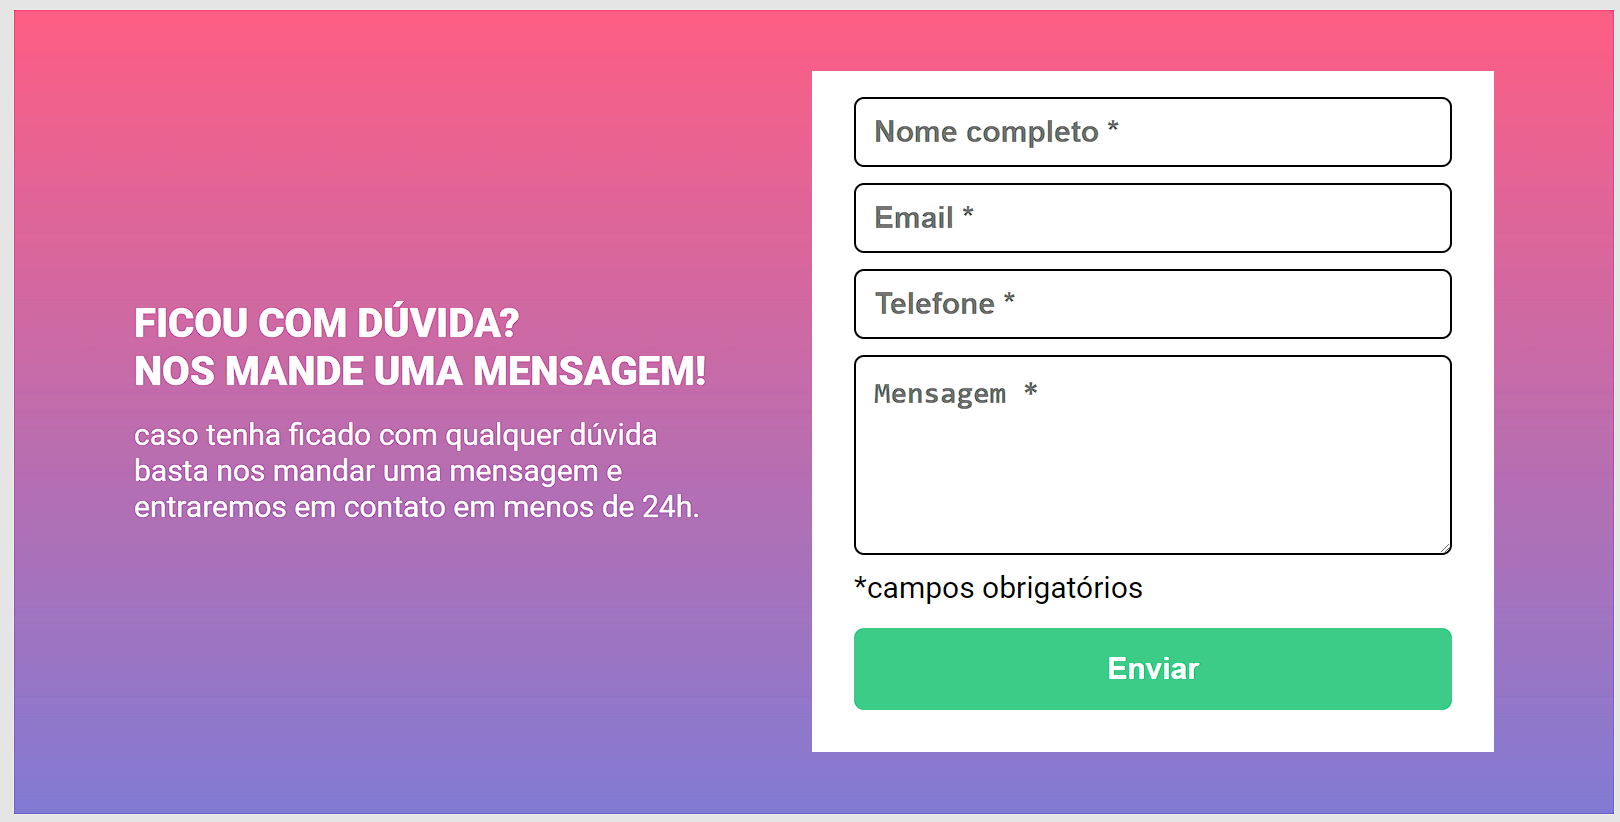 FICOU COM DÚVIDA?
NOS MANDE UMA MENSAGEM!
caso tenha ficado com qualquer dúvida
basta nos mandar uma mensagem e
entraremos em contato em menos de 24h.
Nome completo *
Email *
Telefone *
Mensagem *
*campos obrigatórios
Enviar